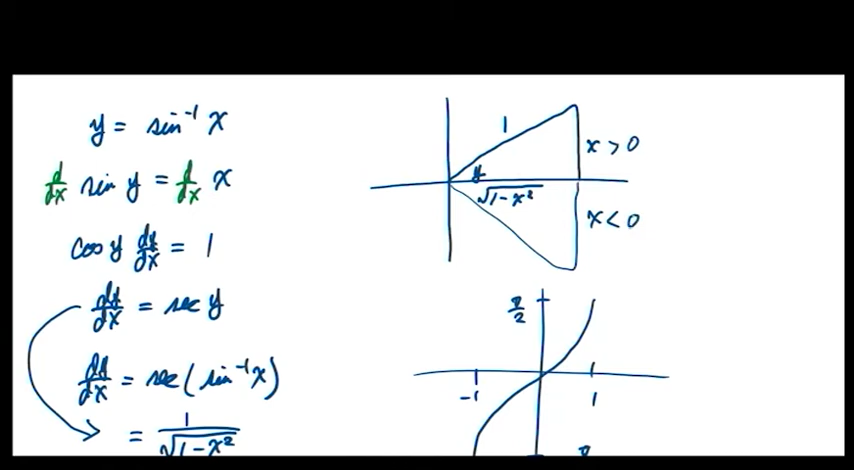 y = sin⁻¹ x
d/dx sin y = d/dx x
cos y dy/dx = 1
dy/dx = sec y
dy/dx = sec(sin⁻¹x)
= 1/√(1-x²)
1
x > 0
y
√(1-x²)
x < 0
π/2
-1
1